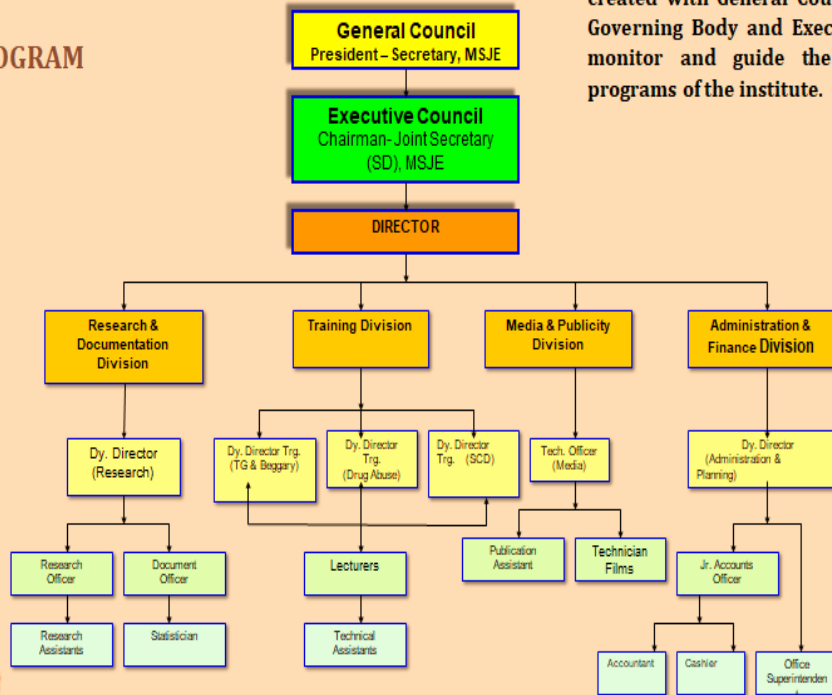 OGRAM
created with General Cou
Governing Body and Exec
monitor and guide the
programs of the institute.
General Council
President – Secretary, MSJE
Executive Council
Chairman- Joint Secretary
(SD), MSJE
DIRECTOR
Research &
Documentation
Division
Training Division
Media & Publicity
Division
Administration &
Finance Division
Dy. Director
(Research)
Dy. Director Trg.
(TG & Beggary)
Dy. Director
Trg.
(Drug Abuse)
Dy. Director
Trg. (SCD)
Tech. Officer
(Media)
Dy. Director
(Administration &
Planning)
Research
Officer
Document
Officer
Lecturers
Publication
Assistant
Technician
Films
Jr. Accounts
Officer
Research
Assistants
Statistician
Technical
Assistants
Accountant
Cashier
Office
Superintenden